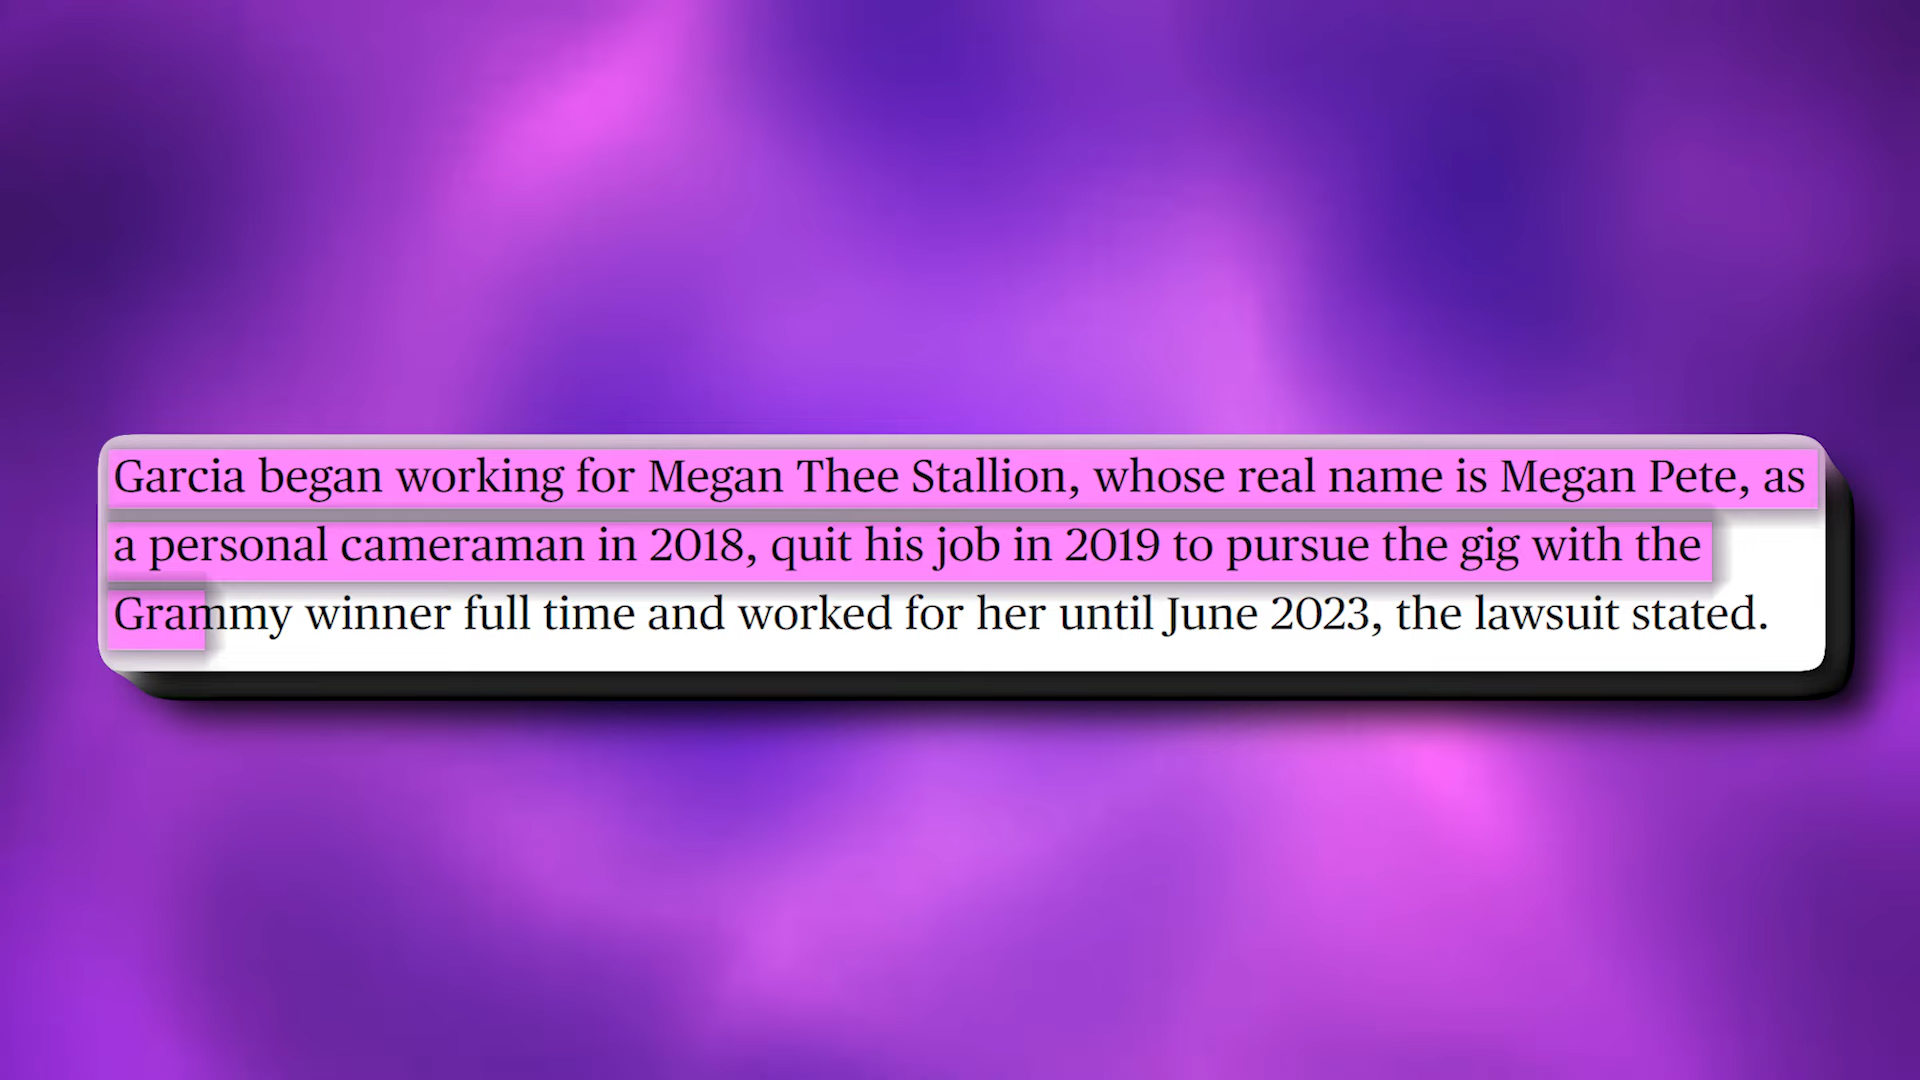 Garcia began working for Megan Thee Stallion, whose real name is Megan Pete, as
a personal cameraman in 2018, quit his job in 2019 to pursue the gig with the
Grammy winner full time and worked for her until June 2023, the lawsuit stated.